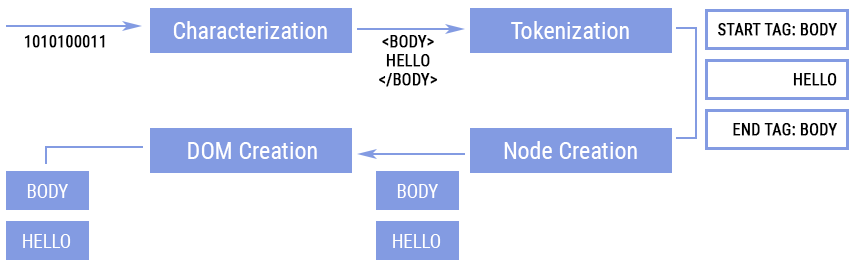 1010100011
Characterization
<BODY>
HELLO
</BODY>
Tokenization
START TAG: BODY
HELLO
END TAG: BODY
Node Creation
BODY
HELLO
DOM Creation
BODY
HELLO